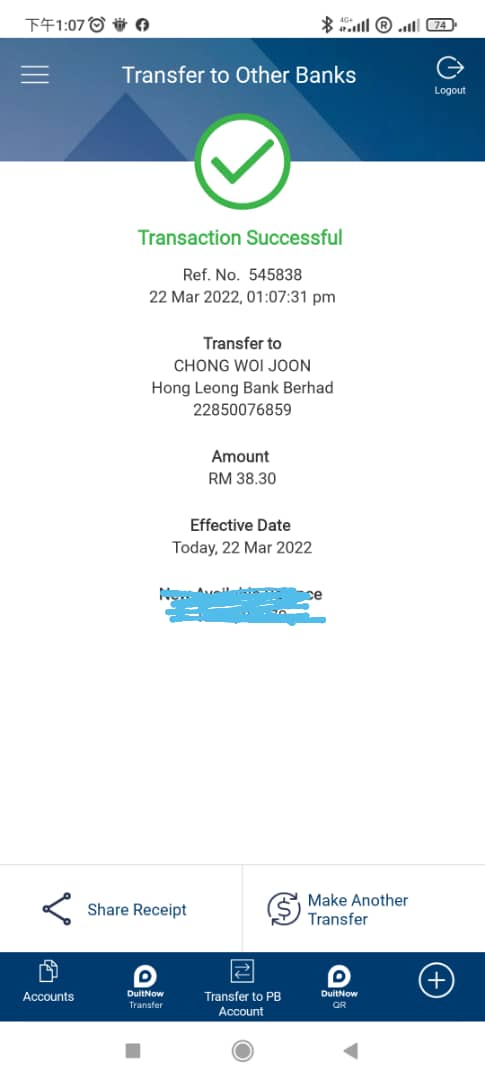 下午1:07
4G+
R
74
Transfer to Other Banks
Logout
Transaction Successful
Ref. No. 545838
22 Mar 2022, 01:07:31 pm
Transfer to
CHONG WOI JOON
Hong Leong Bank Berhad
22850076859
Amount
RM 38.30
Effective Date
Today, 22 Mar 2022
Share Receipt
Make Another
Transfer
Accounts
DuitNow
Transfer
Transfer to PB
Account
DuitNow
QR